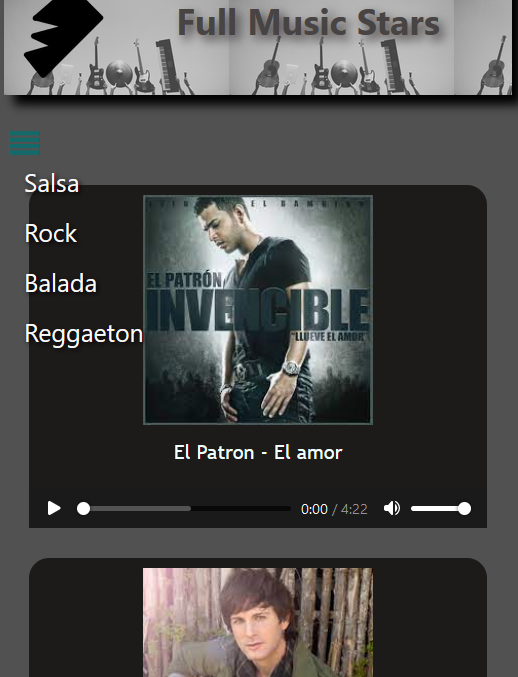 Full Music Stars
Salsa
Rock
Balada
Reggaeton
EL PATRÓN
INVENCIBLE
"LLUEVE EL AMOR"
El Patron - El amor
0:00 / 4:22